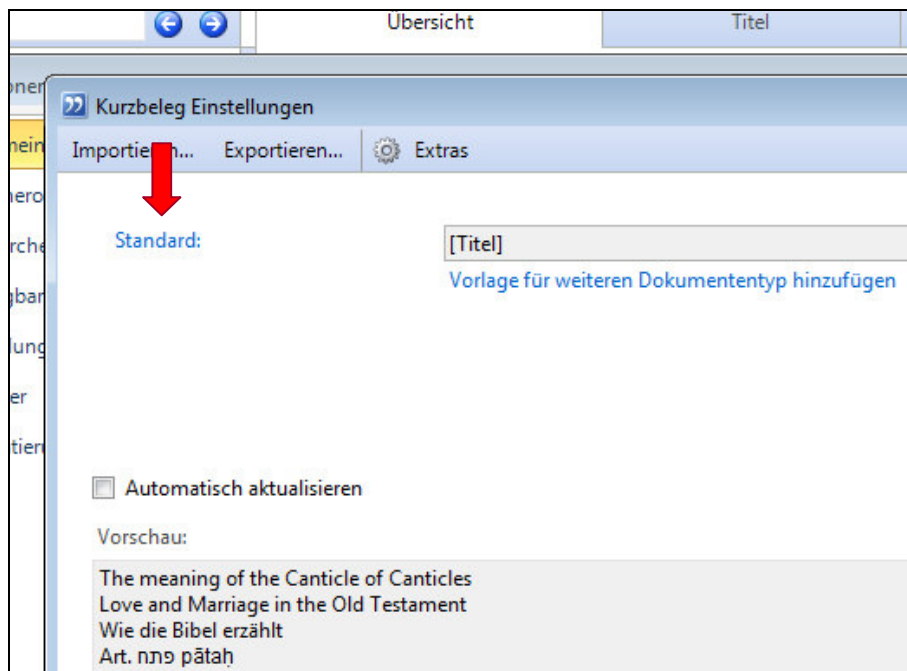 Übersicht Titel
Kurzbeleg Einstellungen
Exportieren... Extras
Standard: [Titel]
Vorlage für weiteren Dokumententyp hinzufügen
Automatisch aktualisieren
Vorschau:
The meaning of the Canticle of Canticles
Love and Marriage in the Old Testament
Wie die Bibel erzählt
Art. פתח pātaḥ